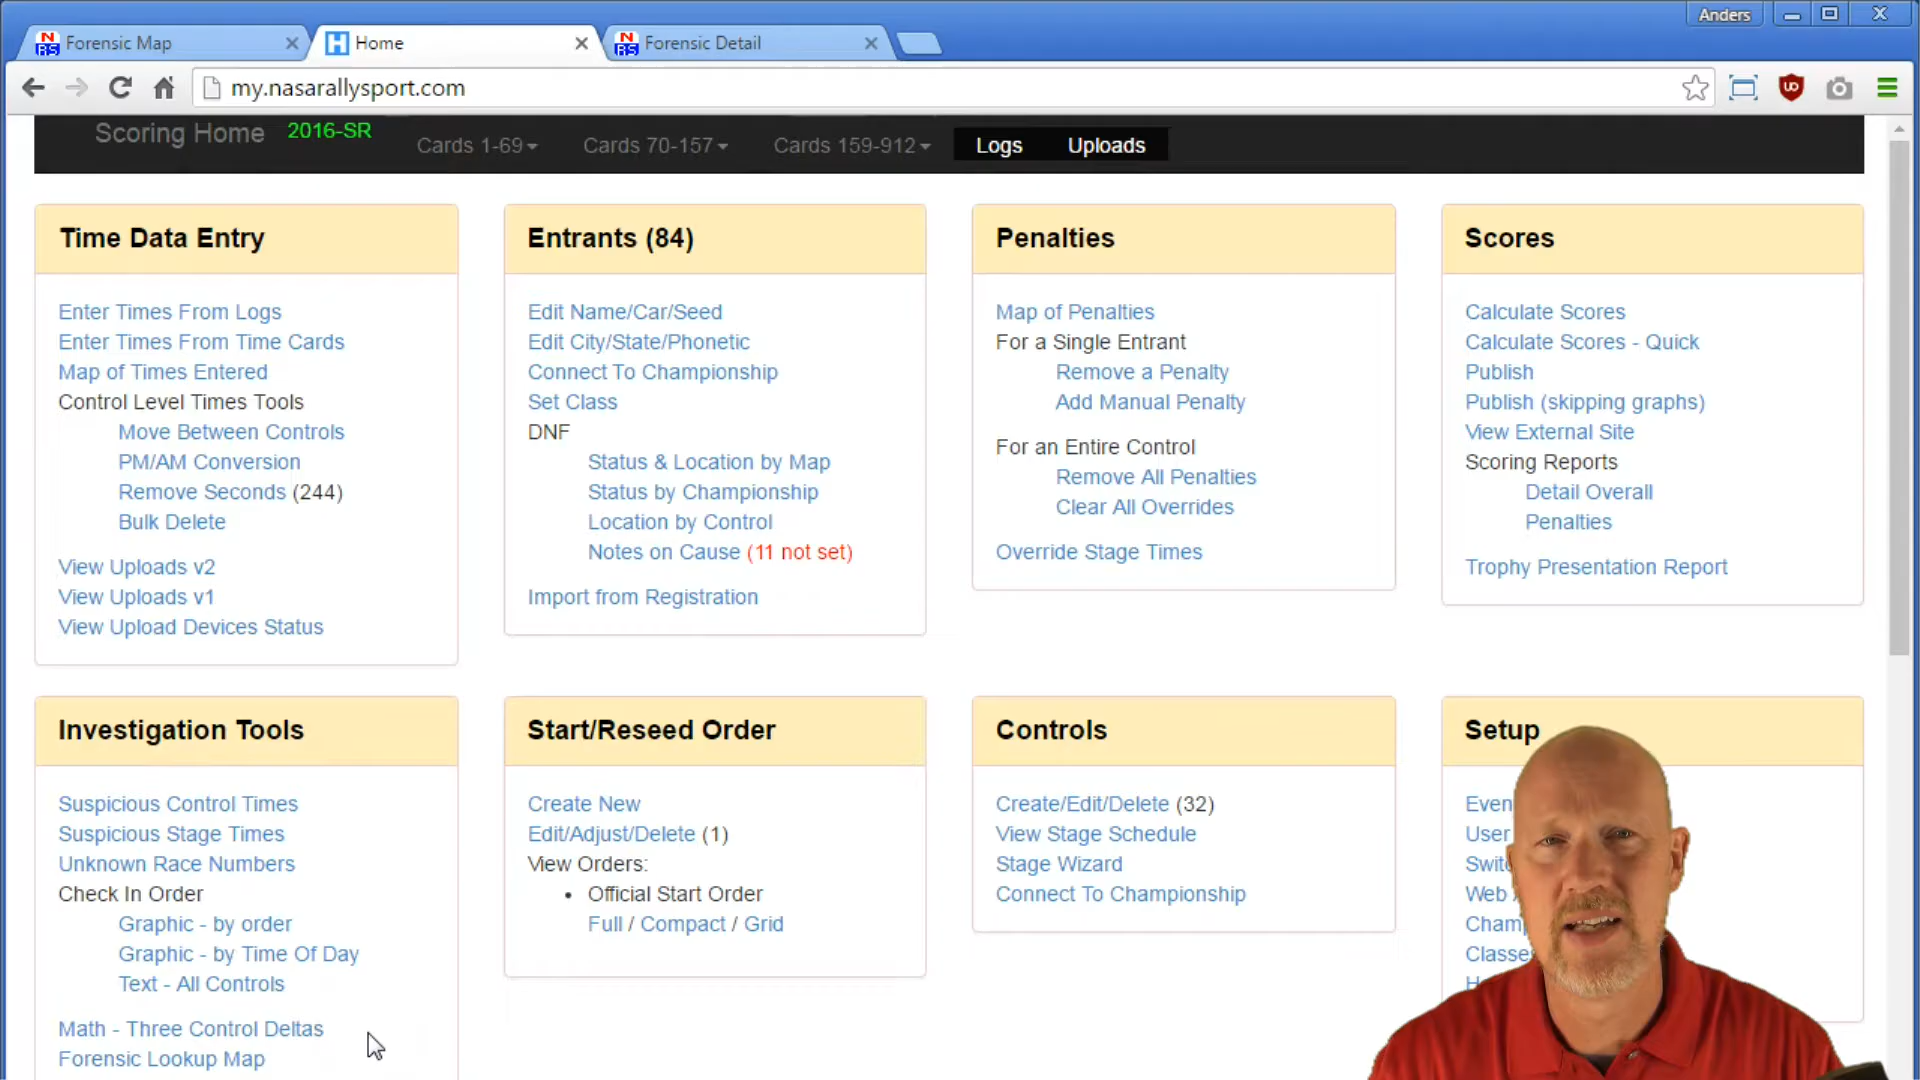 Anders
Forensic Map
Home
Forensic Detail
my.nasarallysport.com
Scoring Home 2016-SR Cards 1-69 Cards 70-157 Cards 159-912 Logs Uploads
Time Data Entry
Enter Times From Logs
Enter Times From Time Cards
Map of Times Entered
Control Level Times Tools
Move Between Controls
PM/AM Conversion
Remove Seconds (244)
Bulk Delete
View Uploads v2
View Uploads v1
View Upload Devices Status
Entrants (84)
Edit Name/Car/Seed
Edit City/State/Phonetic
Connect To Championship
Set Class
DNF
Status & Location by Map
Status by Championship
Location by Control
Notes on Cause (11 not set)
Import from Registration
Penalties
Map of Penalties
For a Single Entrant
Remove a Penalty
Add Manual Penalty
For an Entire Control
Remove All Penalties
Clear All Overrides
Override Stage Times
Scores
Calculate Scores
Calculate Scores - Quick
Publish
Publish (skipping graphs)
View External Site
Scoring Reports
Detail Overall
Penalties
Trophy Presentation Report
Investigation Tools
Suspicious Control Times
Suspicious Stage Times
Unknown Race Numbers
Check In Order
Graphic - by order
Graphic - by Time Of Day
Text - All Controls
Math - Three Control Deltas
Forensic Lookup Map
Start/Reseed Order
Create New
Edit/Adjust/Delete (1)
View Orders:
• Official Start Order
Full / Compact / Grid
Controls
Create/Edit/Delete (32)
View Stage Schedule
Stage Wizard
Connect To Championship
Setup
Even
User
Web
Classes